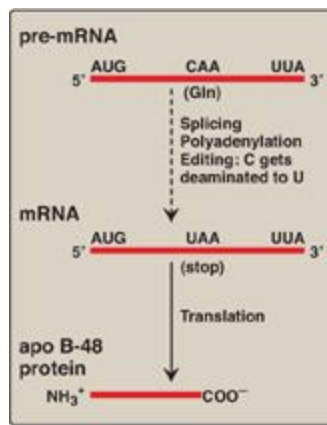 pre-mRNA
AUG CAA UUA
5' 3'
(Gln)
Splicing
Polyadenylation
Editing: C gets
deaminated to U
mRNA
AUG UAA UUA
5' 3'
(stop)
Translation
apo B-48
protein
NH₃⁺ COO⁻